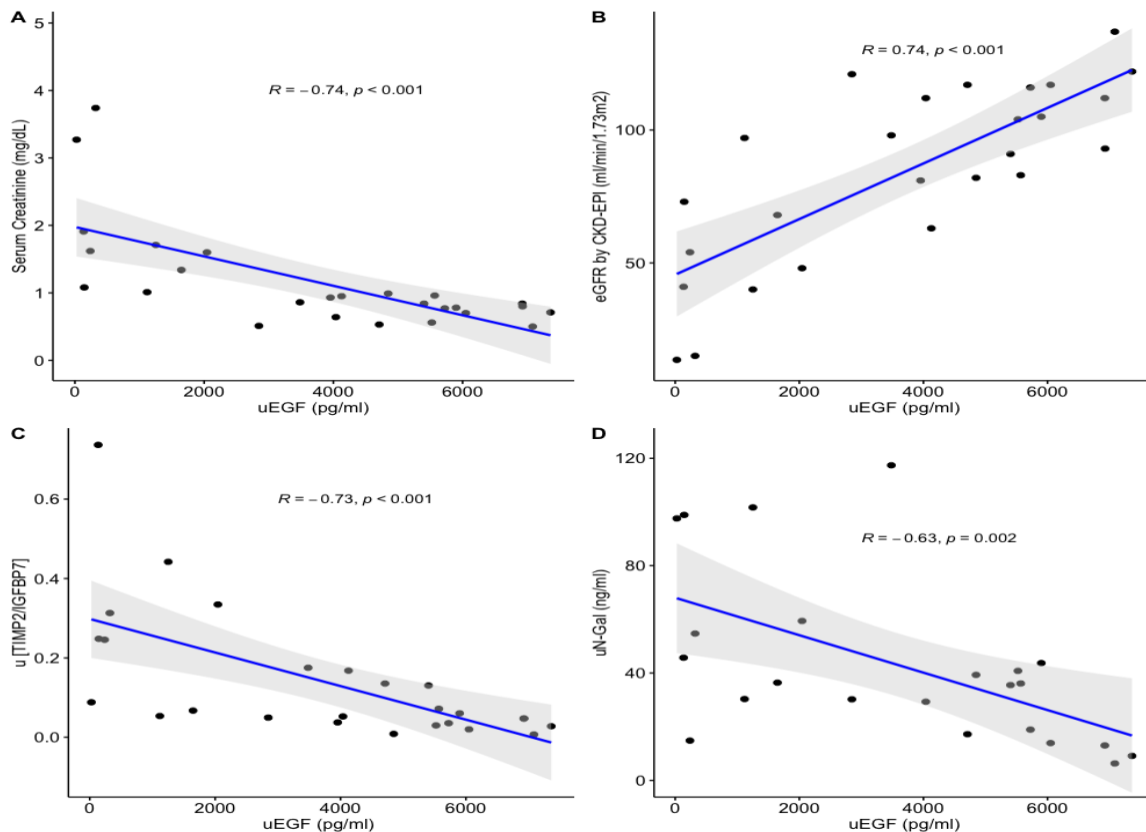 A
Serum Creatinine (mg/dL)
5
4
3
2
1
0
R = −0.74, p < 0.001
0 2000 4000 6000
uEGF (pg/ml)
B
eGFR by CKD-EPI (ml/min/1.73m2)
100
50
R = 0.74, p < 0.001
0 2000 4000 6000
uEGF (pg/ml)
C
u [TIMP2/IGFBP7]
0.6
0.4
0.2
0.0
R = −0.73, p < 0.001
0 2000 4000 6000
uEGF (pg/ml)
D
uN-Gal (ng/ml)
120
80
40
0
R = −0.63, p = 0.002
0 2000 4000 6000
uEGF (pg/ml)